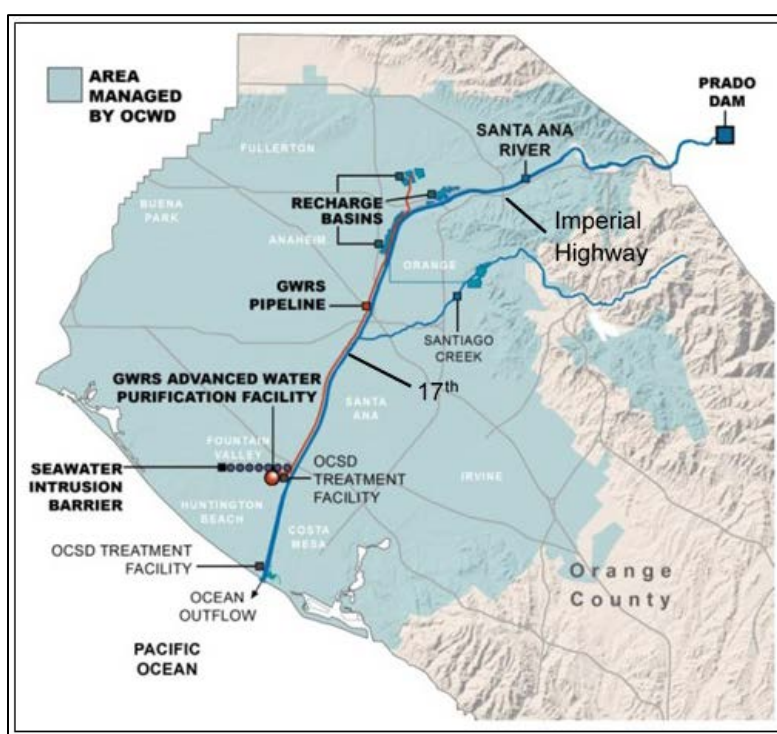 AREA
MANAGED
BY OCWD
PRADO
DAM
SANTA ANA
RIVER
FULLERTON
BUENA
PARK
RECHARGE
BASINS
Imperial
Highway
ANAHEIM
ORANGE
GWRS
PIPELINE
SANTIAGO
CREEK
17th
GWRS ADVANCED WATER
PURIFICATION FACILITY
SANTA
ANA
FOUNTAIN
VALLEY
SEAWATER
INTRUSION
BARRIER
OCSD
TREATMENT
FACILITY
IRVINE
HUNTINGTON
BEACH
COSTA
MESA
OCSD TREATMENT
FACILITY
OCEAN
OUTFLOW
Orange
County
PACIFIC
OCEAN